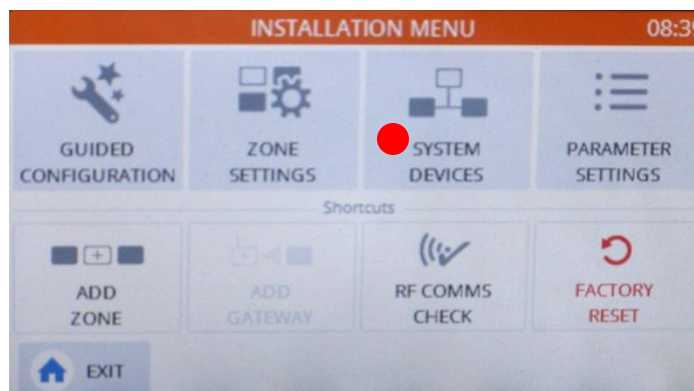 INSTALLATION MENU
GUIDED
CONFIGURATION
ZONE
SETTINGS
SYSTEM
DEVICES
PARAMETER
SETTINGS
Shortcuts
ADD
ZONE
ADD
GATEWAY
RF COMMS
CHECK
FACTORY
RESET
EXIT